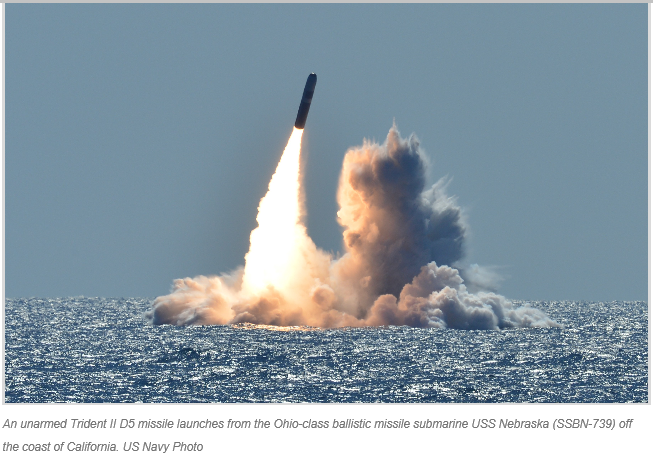 An unarmed Trident II D5 missile launches from the Ohio-class ballistic missile submarine USS Nebraska (SSBN-739) off
the coast of California. US Navy Photo